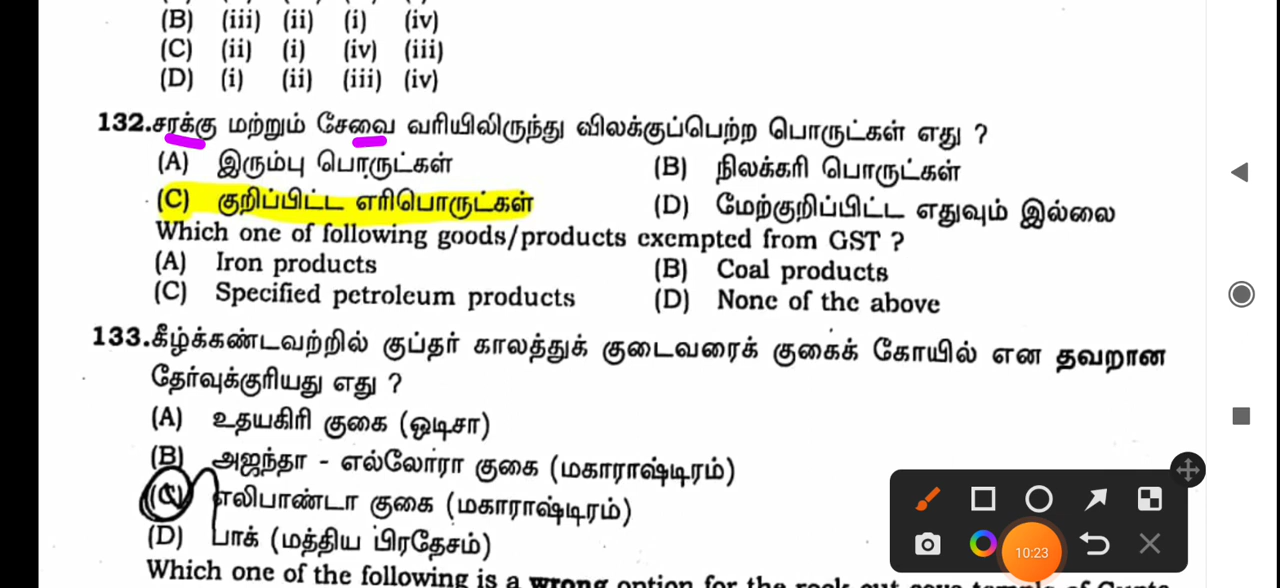 (B) (iii) (ii) (i) (iv)
(C) (ii) (i) (iv) (iii)
(D) (i) (ii) (iii) (iv)
132.சரக்கு மற்றும் சேவை வரியிலிருந்து விலக்குப்பெற்ற பொருட்கள் எது ?
(A) இரும்பு பொருட்கள் (B) நிலக்கரி பொருட்கள்
(C) குறிப்பிட்ட எரிபொருட்கள் (D) மேற்குறிப்பிட்ட எதுவும் இல்லை
Which one of following goods/products exempted from GST ?
(A) Iron products (B) Coal products
(C) Specified petroleum products (D) None of the above
133.கீழ்க்கண்டவற்றில் குப்தர் காலத்துக் குடைவரைக் குகைக் கோயில் என தவறான
தேர்வுக்குரியது எது ?
(A) உதயகிரி குகை (ஒடிசா)
(B) அஜந்தா - எல்லோரா குகை (மகாராஷ்டிரம்)
(C) எலிபாண்டா குகை (மகாராஷ்டிரம்)
(D) பாக் (மத்திய பிரதேசம்)
Which one of the following is a wrong option for the rock cut cave temple of Gupta
10:23